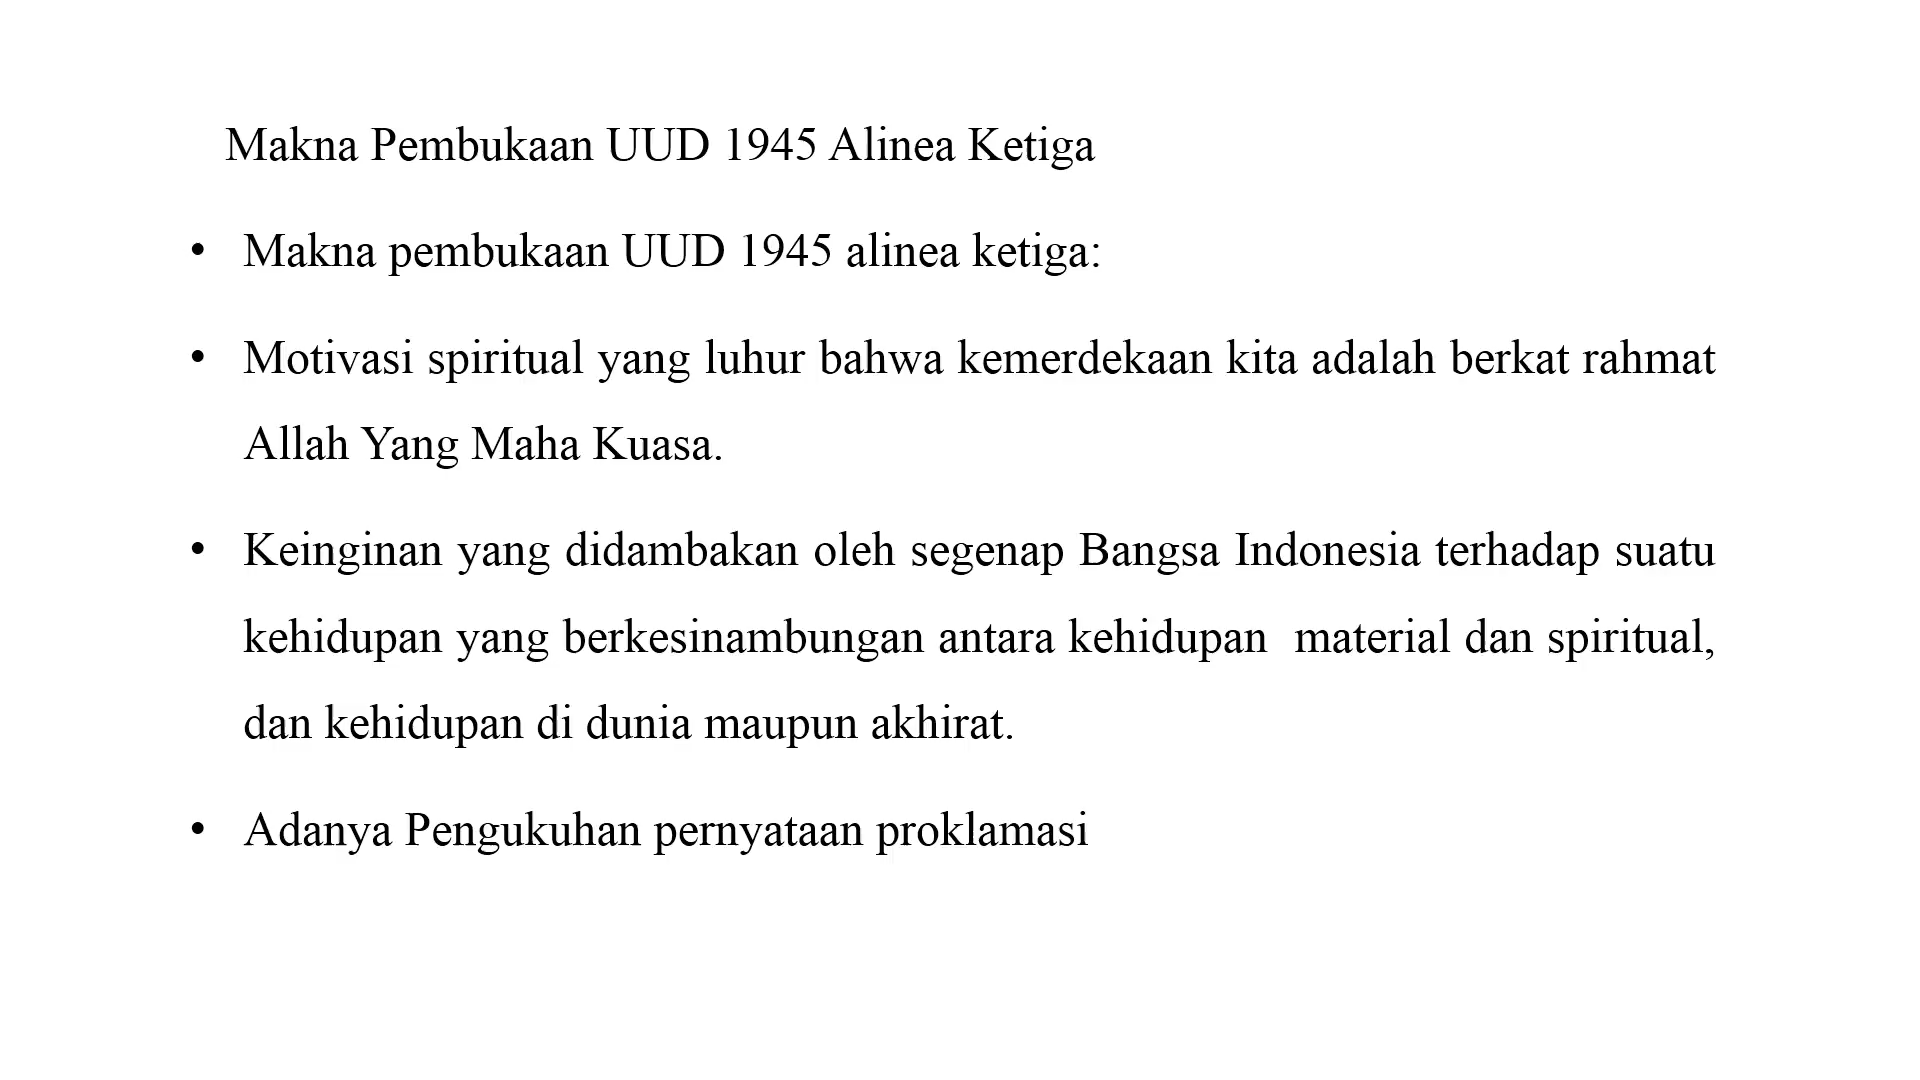 Makna Pembukaan UUD 1945 Alinea Ketiga
• Makna pembukaan UUD 1945 alinea ketiga:
• Motivasi spiritual yang luhur bahwa kemerdekaan kita adalah berkat rahmat
Allah Yang Maha Kuasa.
• Keinginan yang didambakan oleh segenap Bangsa Indonesia terhadap suatu
kehidupan yang berkesinambungan antara kehidupan  material dan spiritual,
dan kehidupan di dunia maupun akhirat.
• Adanya Pengukuhan pernyataan proklamasi